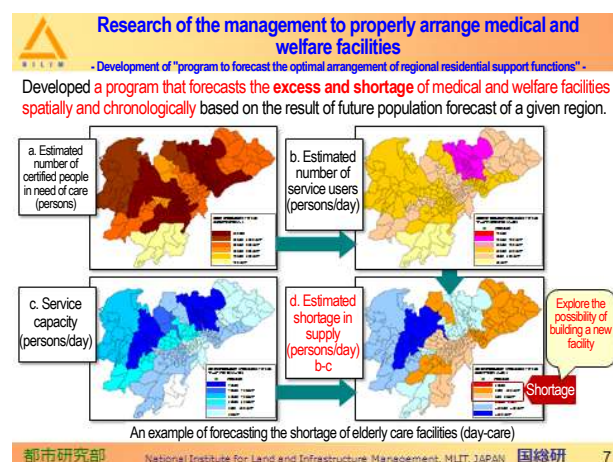 Research of the management to properly arrange medical and
welfare facilities
- Development of "program to forecast the optimal arrangement of regional residential support functions" -
NILIM
Developed a program that forecasts the excess and shortage of medical and welfare facilities
spatially and chronologically based on the result of future population forecast of a given region.
a. Estimated
number of
certified people
in need of care
(persons)
b. Estimated
number of
service users
(persons/day)
c. Service
capacity
(persons/day)
d. Estimated
shortage in
supply
(persons/day)
b-c
Explore the
possibility of
building a new
facility
Shortage
An example of forecasting the shortage of elderly care facilities (day-care)
都市研究部 National Institute for Land and Infrastructure Management, MLIT, JAPAN 国総研 7